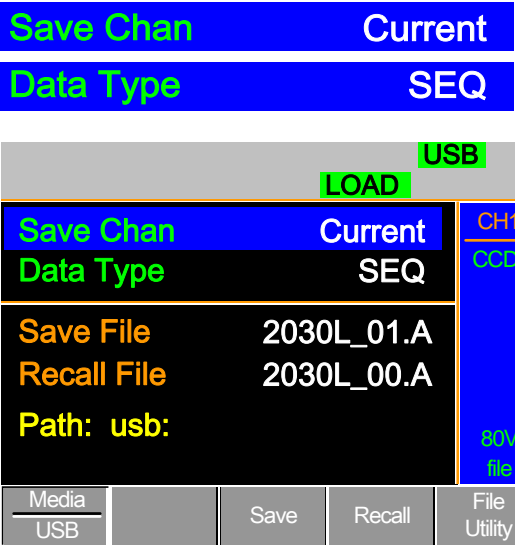 Save Chan Current
Data Type SEQ
USB
LOAD
Save Chan Current
CH1
Data Type SEQ
CCD
Save File 2030L_01.A
Recall File 2030L_00.A
Path: usb:
80V
file
Media
USB
Save
Recall
File
Utility